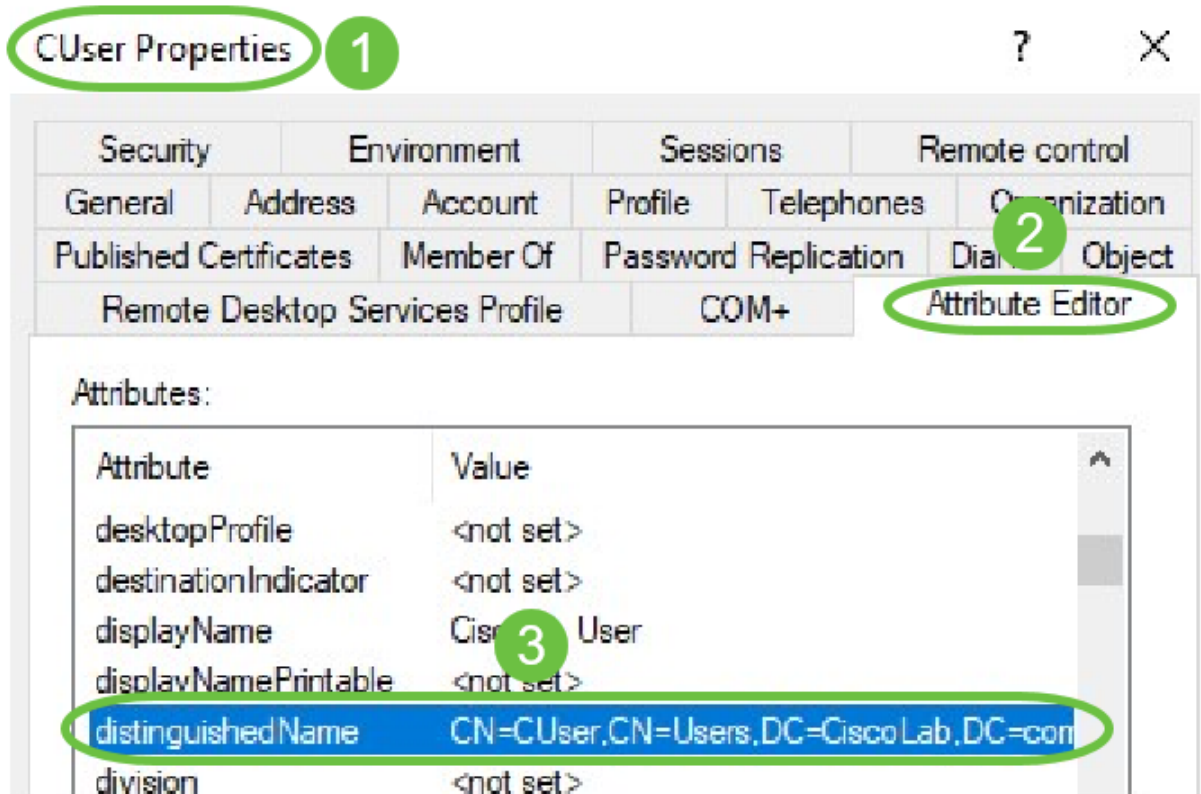 CUser Properties 1 ? ×
Security Environment Sessions Remote control
General Address Account Profile Telephones
Published Certificates Member Of Password Replication 2 Object
Remote Desktop Services Profile COM+ Attribute Editor
Attributes:
Attribute Value
desktopProfile <not set>
destinationIndicator <not set>
displayName 3 User
displayNamePrintable <not set>
distinguishedName CN=CUser,CN=Users,DC=CiscoLab,DC=com
division <not set>